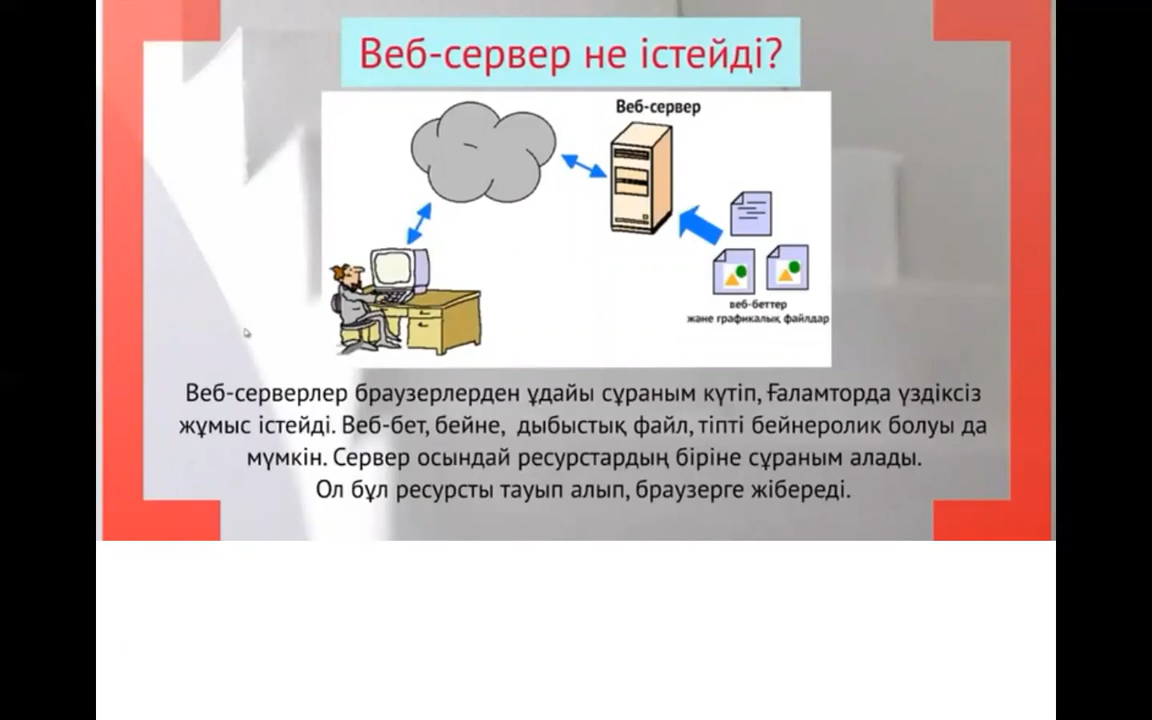 Веб-сервер не істейді?
Веб-сервер
веб-беттер
және графикалық файлдар
Веб-серверлер браузерлерден ұдайы сұраным күтіп, Ғаламторда үздіксіз
жұмыс істейді. Веб-бет, бейне, дыбыстық файл, тіпті бейнеролик болуы да
мүмкін. Сервер осындай ресурстардың біріне сұраным алады.
Ол бұл ресурсты тауып алып, браузерге жібереді.